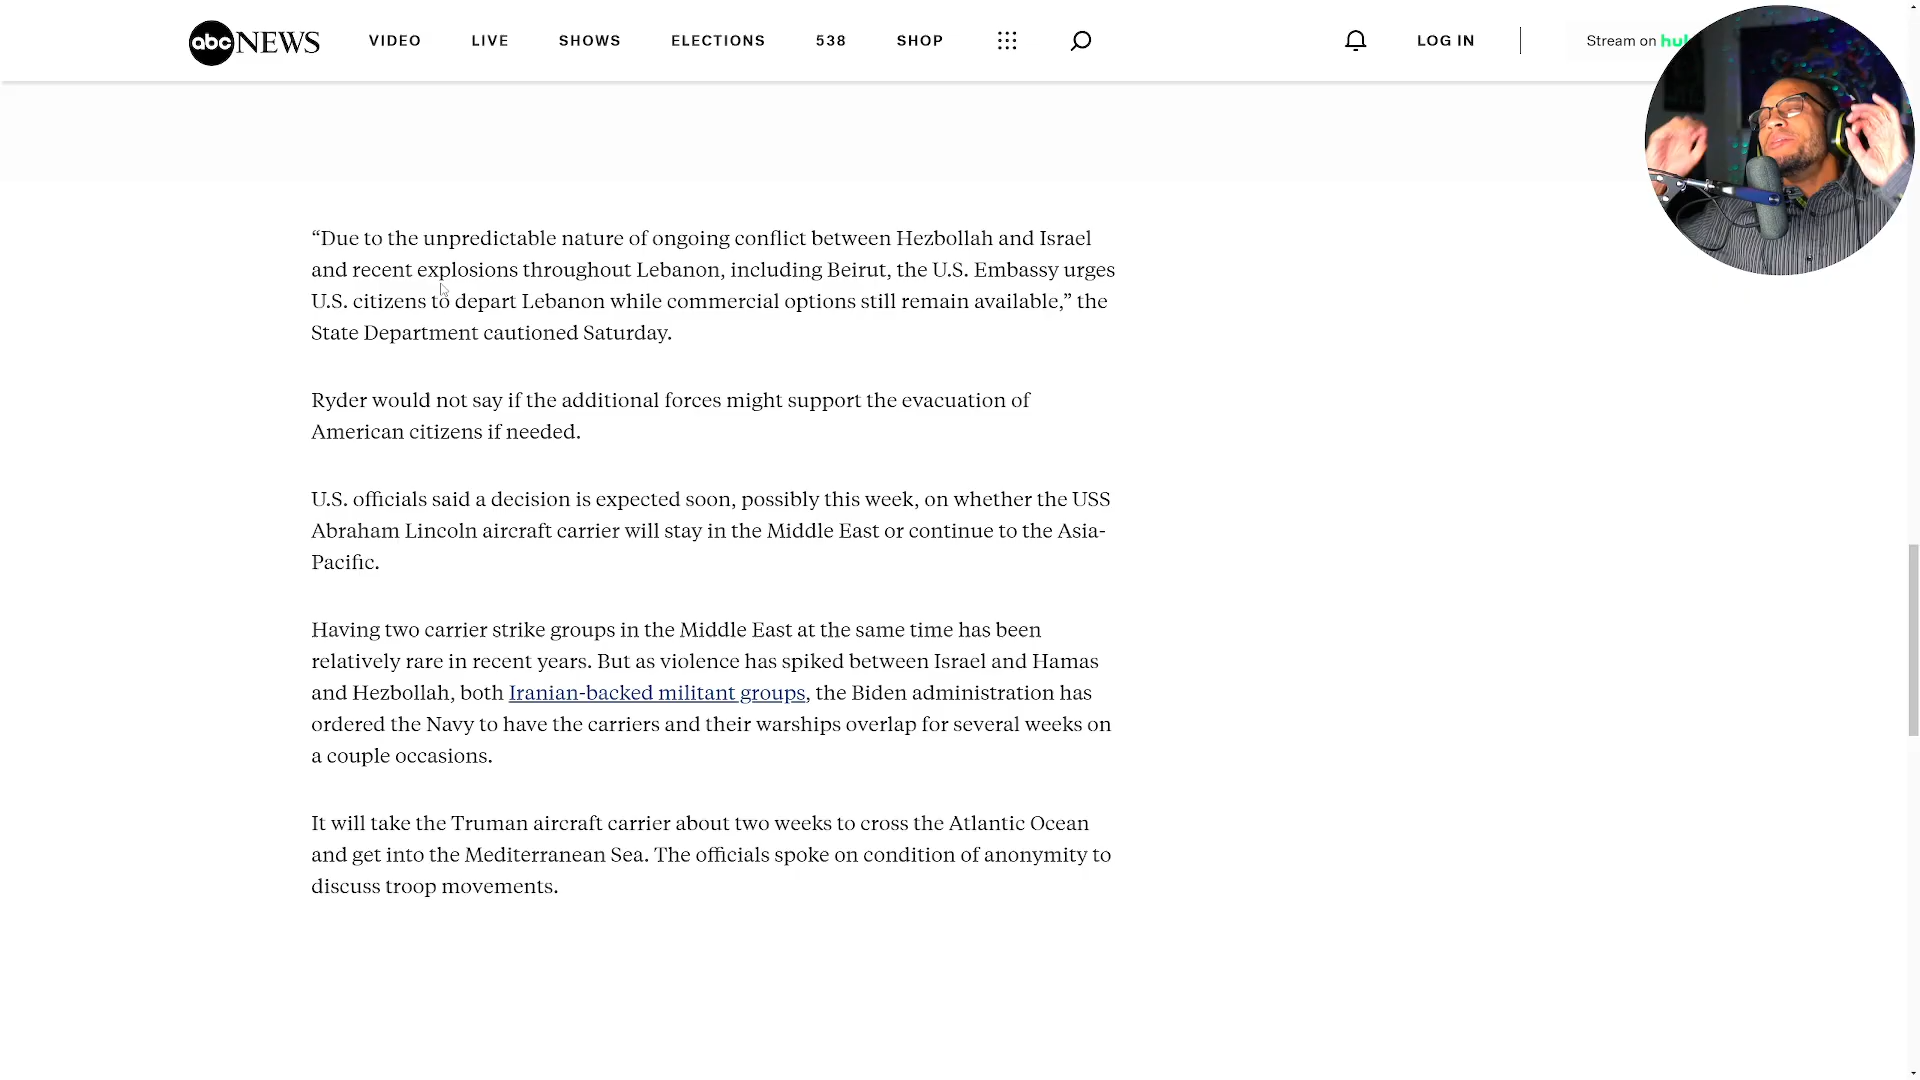 abc NEWS VIDEO LIVE SHOWS ELECTIONS 538 SHOP LOG IN Stream on hul
“Due to the unpredictable nature of ongoing conflict between Hezbollah and Israel
and recent explosions throughout Lebanon, including Beirut, the U.S. Embassy urges
U.S. citizens to depart Lebanon while commercial options still remain available,” the
State Department cautioned Saturday.
Ryder would not say if the additional forces might support the evacuation of
American citizens if needed.
U.S. officials said a decision is expected soon, possibly this week, on whether the USS
Abraham Lincoln aircraft carrier will stay in the Middle East or continue to the Asia-
Pacific.
Having two carrier strike groups in the Middle East at the same time has been
relatively rare in recent years. But as violence has spiked between Israel and Hamas
and Hezbollah, both Iranian-backed militant groups, the Biden administration has
ordered the Navy to have the carriers and their warships overlap for several weeks on
a couple occasions.
It will take the Truman aircraft carrier about two weeks to cross the Atlantic Ocean
and get into the Mediterranean Sea. The officials spoke on condition of anonymity to
discuss troop movements.